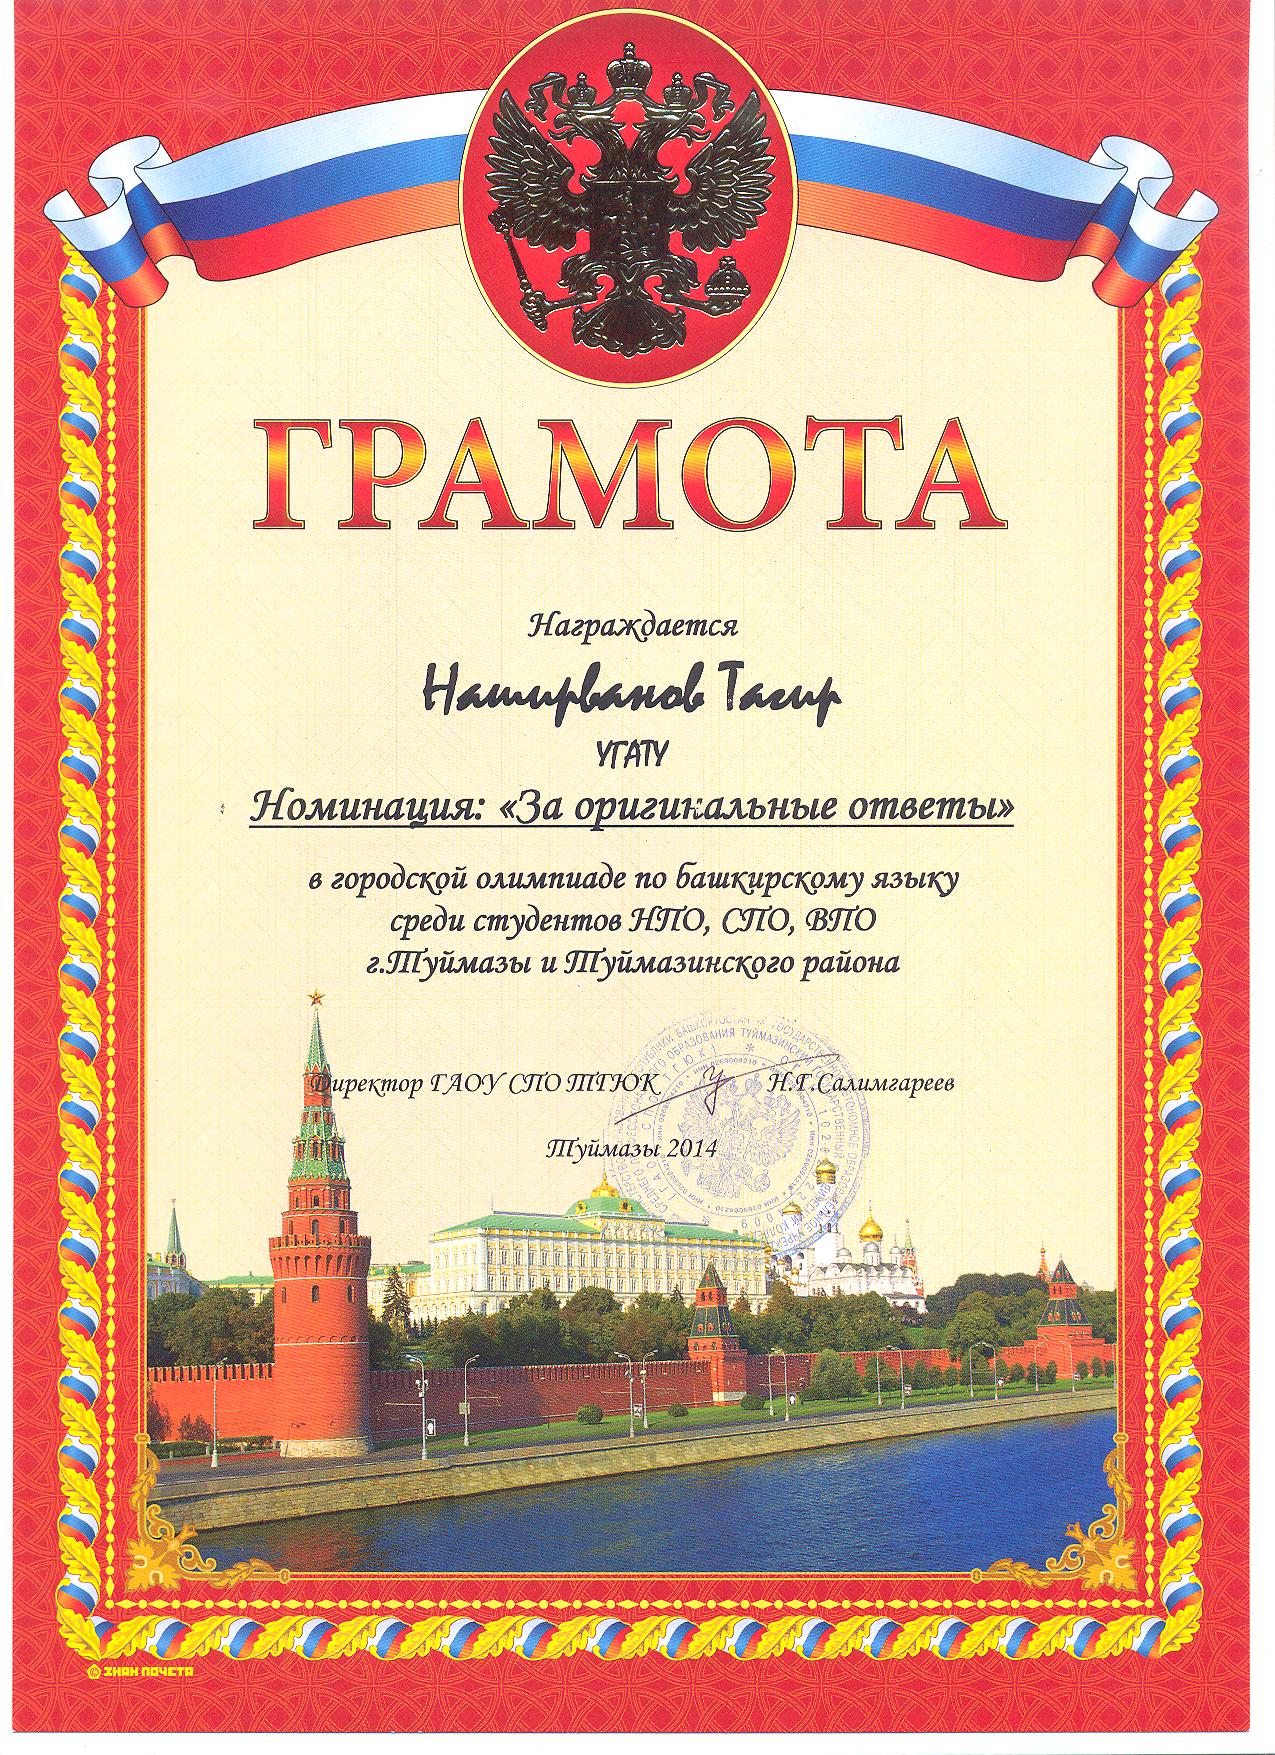 ГРАМОТА
Награждается
Наширванов Тагир
УГАТУ
Номинация: «За оригинальные ответы»
в городской олимпиаде по башкирскому языку
среди студентов НПО, СПО, ВПО
г.Туймазы и Туймазинского района
Директор ГАОУ СПО ТГЮК Н.Г.Салимгареев
Туймазы 2014
© ЗНАК ПОЧЕТА